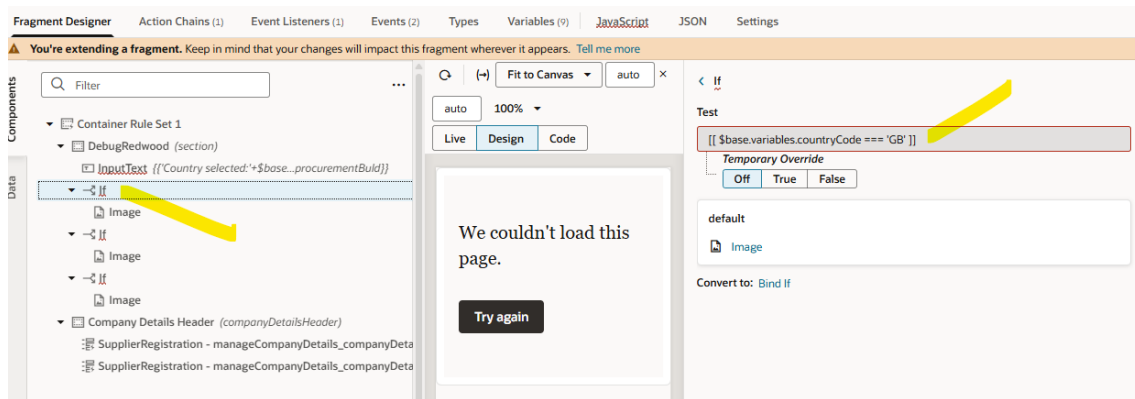 Fragment Designer Action Chains (1) Event Listeners (1) Events (2) Types Variables (9) JavaScript JSON Settings
You're extending a fragment. Keep in mind that your changes will impact this fragment wherever it appears. Tell me more
Components
Data
Filter
Container Rule Set 1
DebugRedwood (section)
InputText {{'Country selected:'+$base...procurementBuId}}
If
Image
If
Image
If
Image
Company Details Header (companyDetailsHeader)
SupplierRegistration - manageCompanyDetails_companyDeta
SupplierRegistration - manageCompanyDetails_companyDeta
Fit to Canvas auto
auto 100%
Live Design Code
We couldn't load this
page.
Try again
If
Test
[[ $base.variables.countryCode === 'GB' ]]
Temporary Override
Off True False
default
Image
Convert to: Bind If